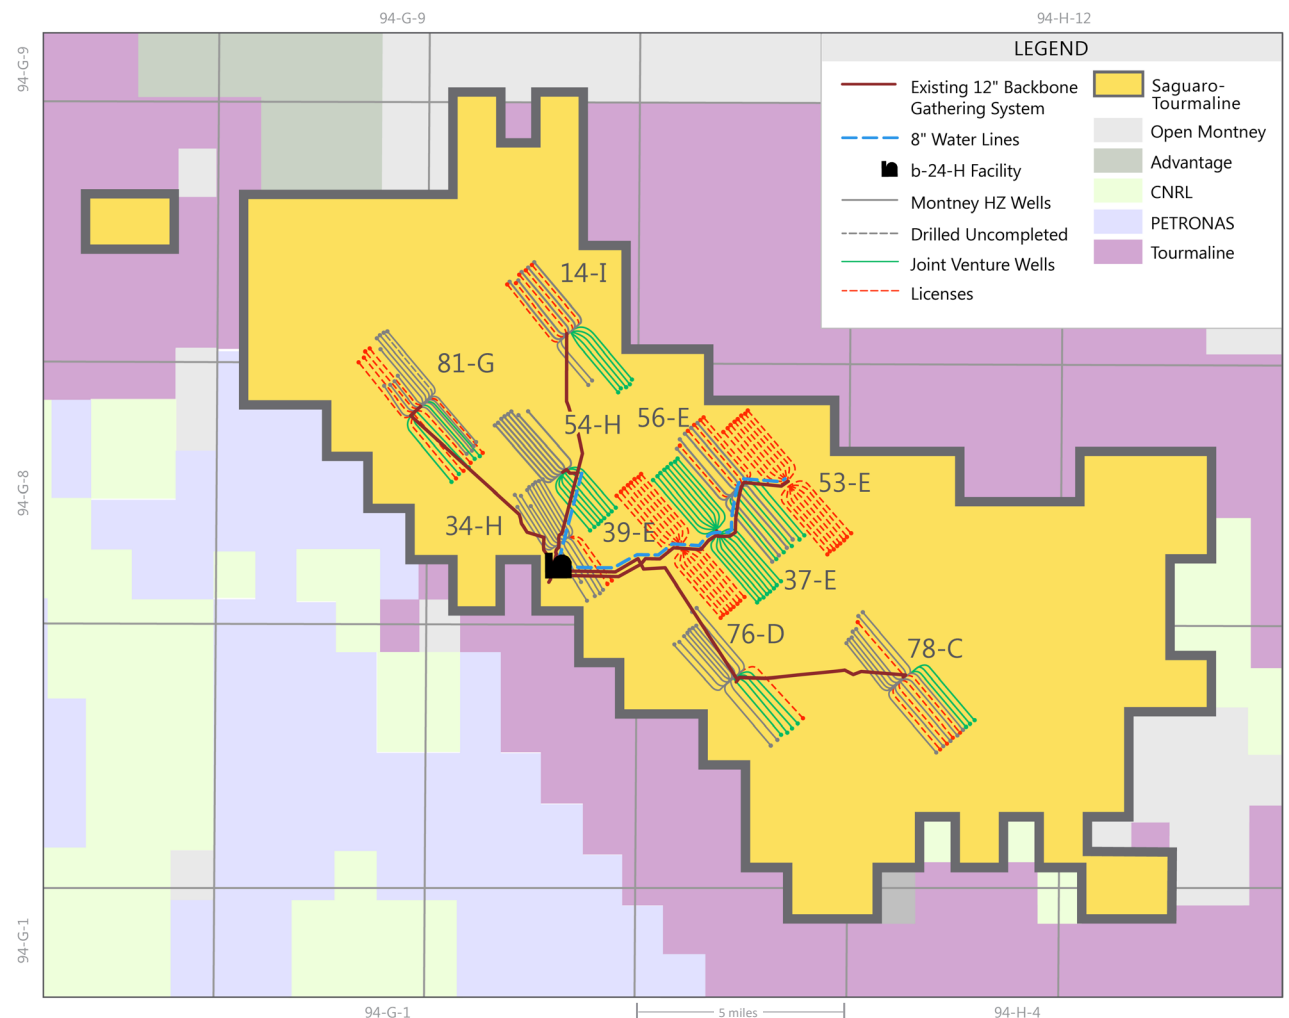 94-G-9
94-H-12
94-G-9
LEGEND
Existing 12" Backbone
Gathering System
8" Water Lines
b-24-H Facility
Montney HZ Wells
Drilled Uncompleted
Joint Venture Wells
Licenses
Saguaro-
Tourmaline
Open Montney
Advantage
CNRL
PETRONAS
Tourmaline
14-I
81-G
54-H
56-E
53-E
94-G-8
34-H
39-E
37-E
76-D
78-C
94-G-1
94-G-1
5 miles
94-H-4